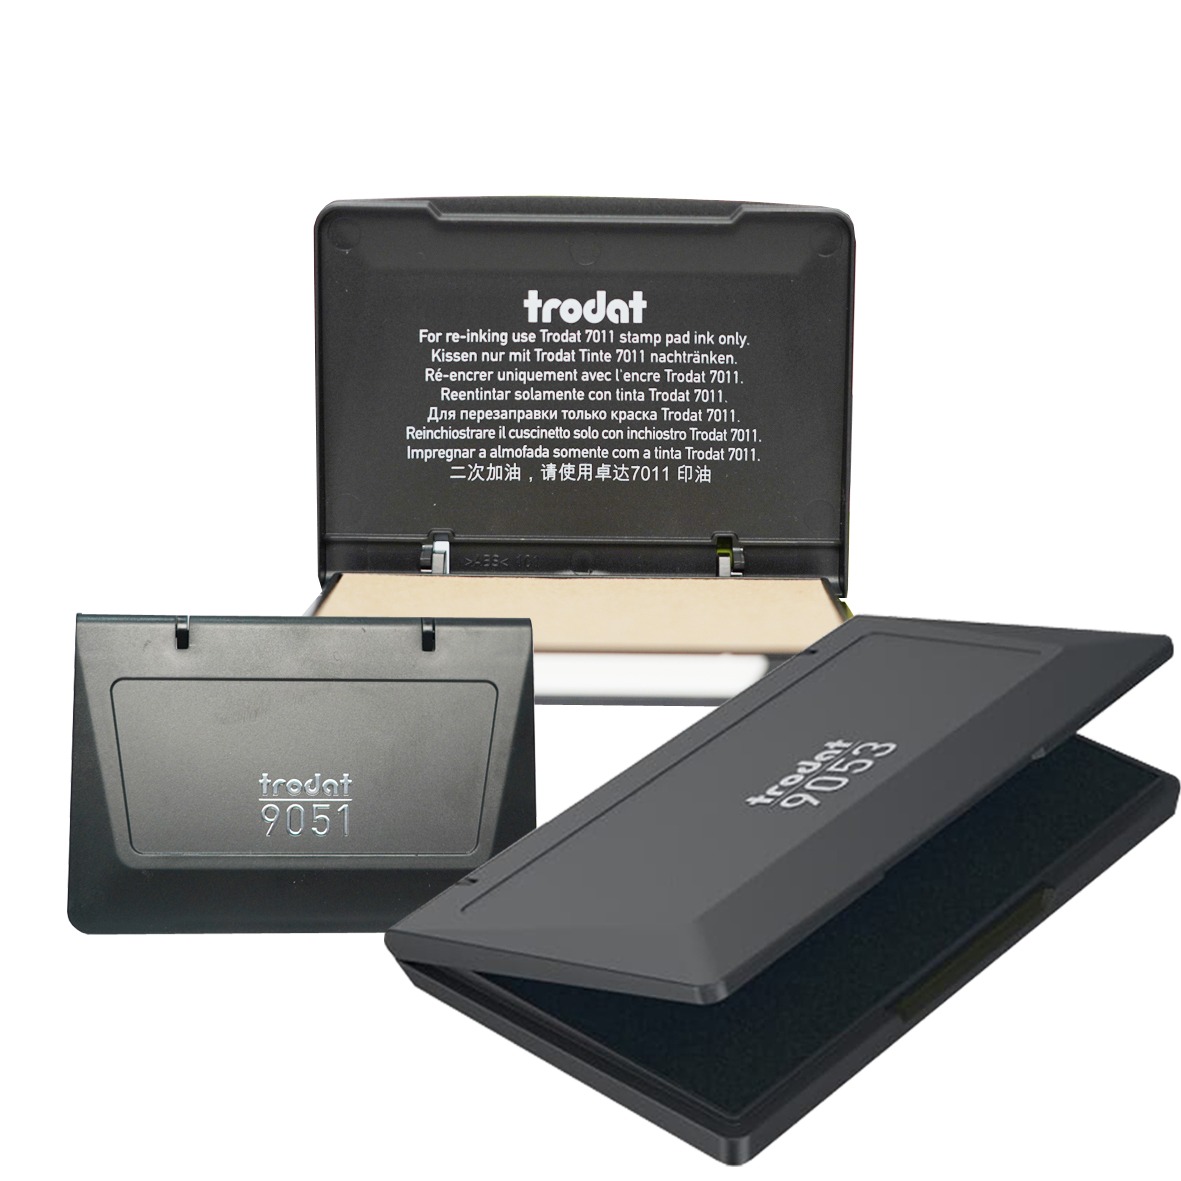 trodat
For re-inking use Trodat 7011 stamp pad ink only.
Kissen nur mit Trodat Tinte 7011 nachtränken.
Ré-encrer uniquement avec l'encre Trodat 7011.
Reentintar solamente con tinta Trodat 7011.
Для перезаправки только краска Trodat 7011.
Reinchiostrare il cuscinetto solo con inchiostro Trodat 7011.
Impregnar a almofada somente com a tinta Trodat 7011.
二次加油，请使用卓达7011 印油
>ABS<
trodat
9051
trodat
9053